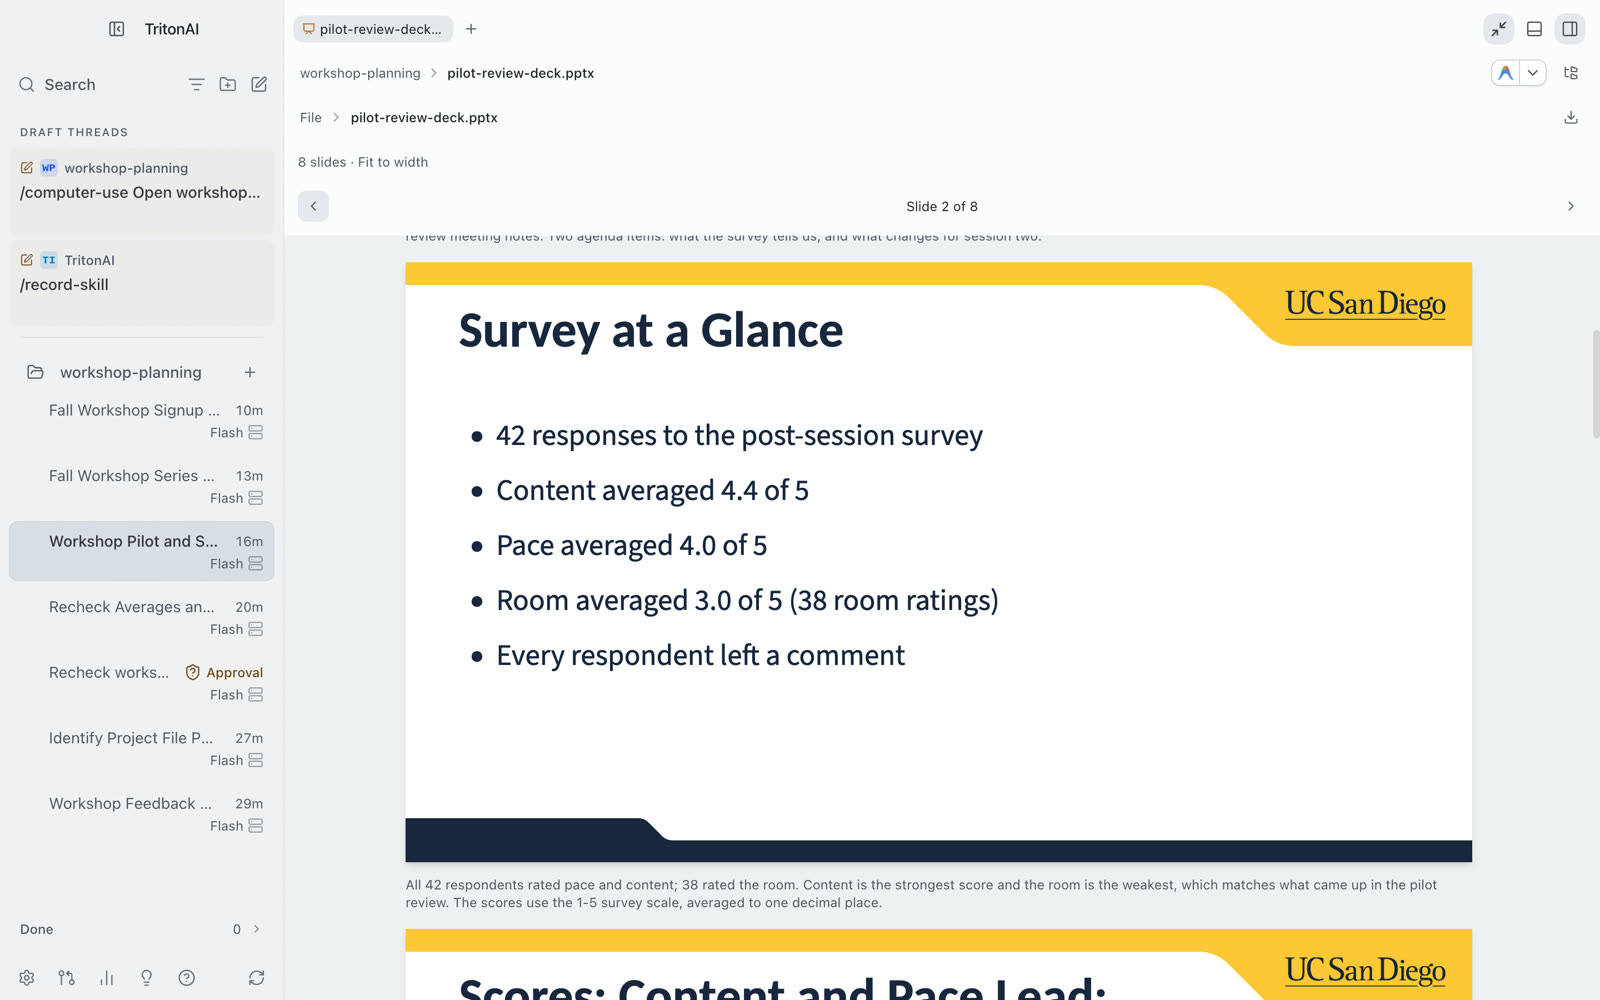 TritonAI
Search
DRAFT THREADS
WP workshop-planning
/computer-use Open workshop...
TI TritonAI
/record-skill
workshop-planning
Fall Workshop Signup ... 10m
Flash
Fall Workshop Series ... 13m
Flash
Workshop Pilot and S... 16m
Flash
Recheck Averages an... 20m
Flash
Recheck works... Approval
Flash
Identify Project File P... 27m
Flash
Workshop Feedback ... 29m
Flash
Done 0
pilot-review-deck...
workshop-planning > pilot-review-deck.pptx
File > pilot-review-deck.pptx
8 slides · Fit to width
Slide 2 of 8
review meeting notes. Two agenda items: what the survey tells us, and what changes for session two.
UC San Diego
Survey at a Glance
• 42 responses to the post-session survey
• Content averaged 4.4 of 5
• Pace averaged 4.0 of 5
• Room averaged 3.0 of 5 (38 room ratings)
• Every respondent left a comment
All 42 respondents rated pace and content; 38 rated the room. Content is the strongest score and the room is the weakest, which matches what came up in the pilot
review. The scores use the 1-5 survey scale, averaged to one decimal place.
UC San Diego
Scores: Content and Pace Lead;